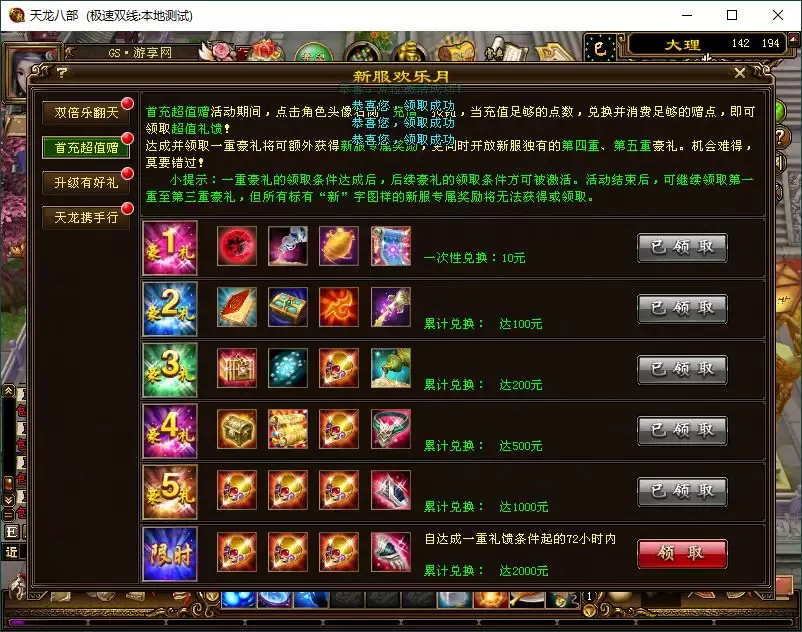 天龙八部 (极速双线:本地测试)
GS·游享网
大理 142 194
新服欢乐月
?
双倍乐翻天
首充超值赠
升级有好礼
天龙携手行
恭喜您，领取成功
恭喜您，领取成功
恭喜您，领取成功
首充超值赠活动期间，点击角色头像右侧"充值"按钮，当充值足够的点数，兑换并消费足够的赠点，即可
领取超值礼馈！
达成并领取一重豪礼将可额外获得新服专属奖励，更同时开放新服独有的第四重、第五重豪礼。机会难得，
莫要错过！
小提示：一重豪礼的领取条件达成后，后续豪礼的领取条件方可被激活。活动结束后，可继续领取第一
重至第三重豪礼，但所有标有“新”字图样的新服专属奖励将无法获得或领取。
豪1礼
一次性兑换：10元
已领取
豪2礼
累计兑换： 达100元
已领取
豪3礼
累计兑换： 达200元
已领取
豪4礼
累计兑换： 达500元
已领取
豪5礼
累计兑换： 达1000元
已领取
限时
自达成一重礼馈条件起的72小时内
累计兑换： 达2000元
领取
近
1